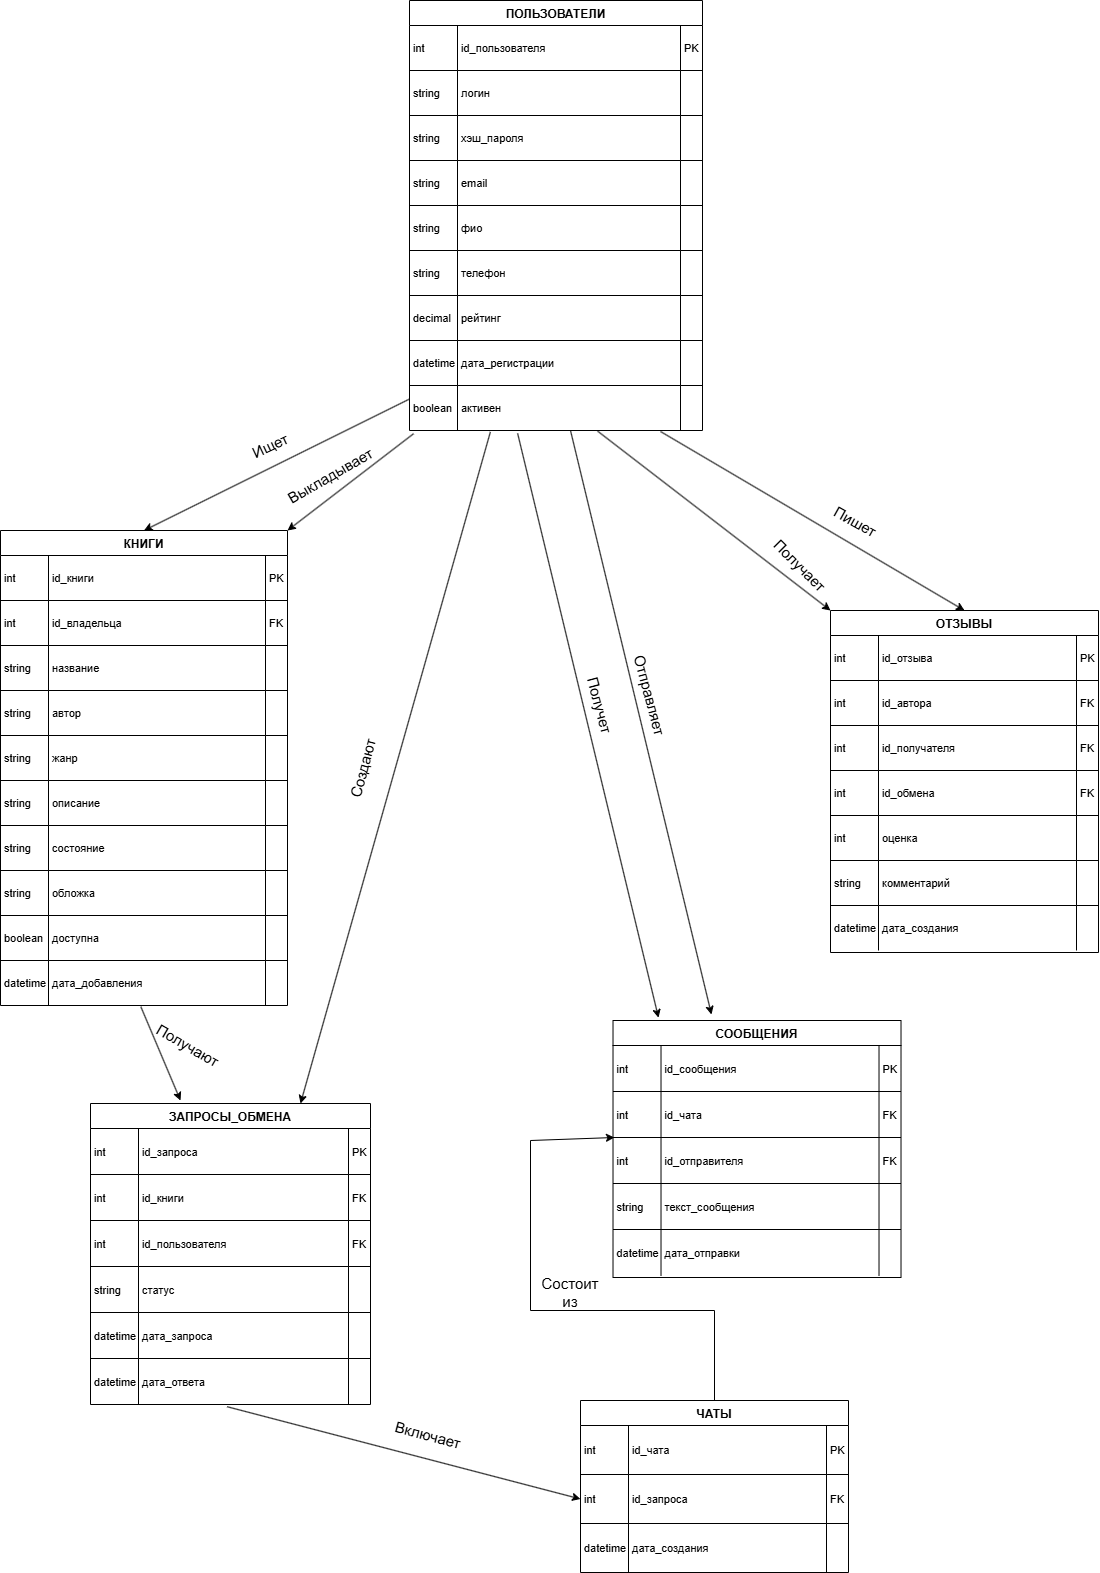 ПОЛЬЗОВАТЕЛИ
int id_пользователя PK
string логин
string хэш_пароля
string email
string фио
string телефон
decimal рейтинг
datetime дата_регистрации
boolean активен
Ищет
Выкладывает
Создают
Получет
Отправляет
Получает
Пишет
КНИГИ
int id_книги PK
int id_владельца FK
string название
string автор
string жанр
string описание
string состояние
string обложка
boolean доступна
datetime дата_добавления
ОТЗЫВЫ
int id_отзыва PK
int id_автора FK
int id_получателя FK
int id_обмена FK
int оценка
string комментарий
datetime дата_создания
Получают
ЗАПРОСЫ_ОБМЕНА
int id_запроса PK
int id_книги FK
int id_пользователя FK
string статус
datetime дата_запроса
datetime дата_ответа
СООБЩЕНИЯ
int id_сообщения PK
int id_чата FK
int id_отправителя FK
string текст_сообщения
datetime дата_отправки
Состоит
из
Включает
ЧАТЫ
int id_чата PK
int id_запроса FK
datetime дата_создания